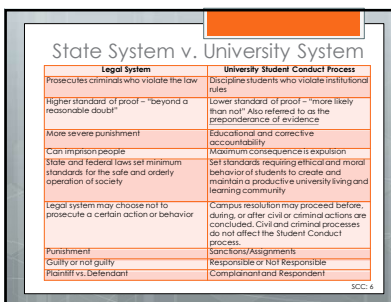 State System v. University System
Legal System
University Student Conduct Process
Prosecutes criminals who violate the law
Discipline students who violate institutional
rules
Higher standard of proof – "beyond a
reasonable doubt"
Lower standard of proof – "more likely
than not" Also referred to as the
preponderance of evidence
More severe punishment
Educational and corrective
accountability
Can imprison people
Maximum consequence is expulsion
State and federal laws set minimum
standards for the safe and orderly
operation of society
Set standards requiring ethical and moral
behavior of students to create and
maintain a productive university living and
learning community
Legal system may choose not to
prosecute a certain action or behavior
Campus resolution may proceed before,
during, or after civil or criminal actions are
concluded. Civil and criminal processes
do not affect the Student Conduct
process.
Punishment
Sanctions/Assignments
Guilty or not guilty
Responsible or Not Responsible
Plaintiff vs. Defendant
Complainant and Respondent
SCC: 6